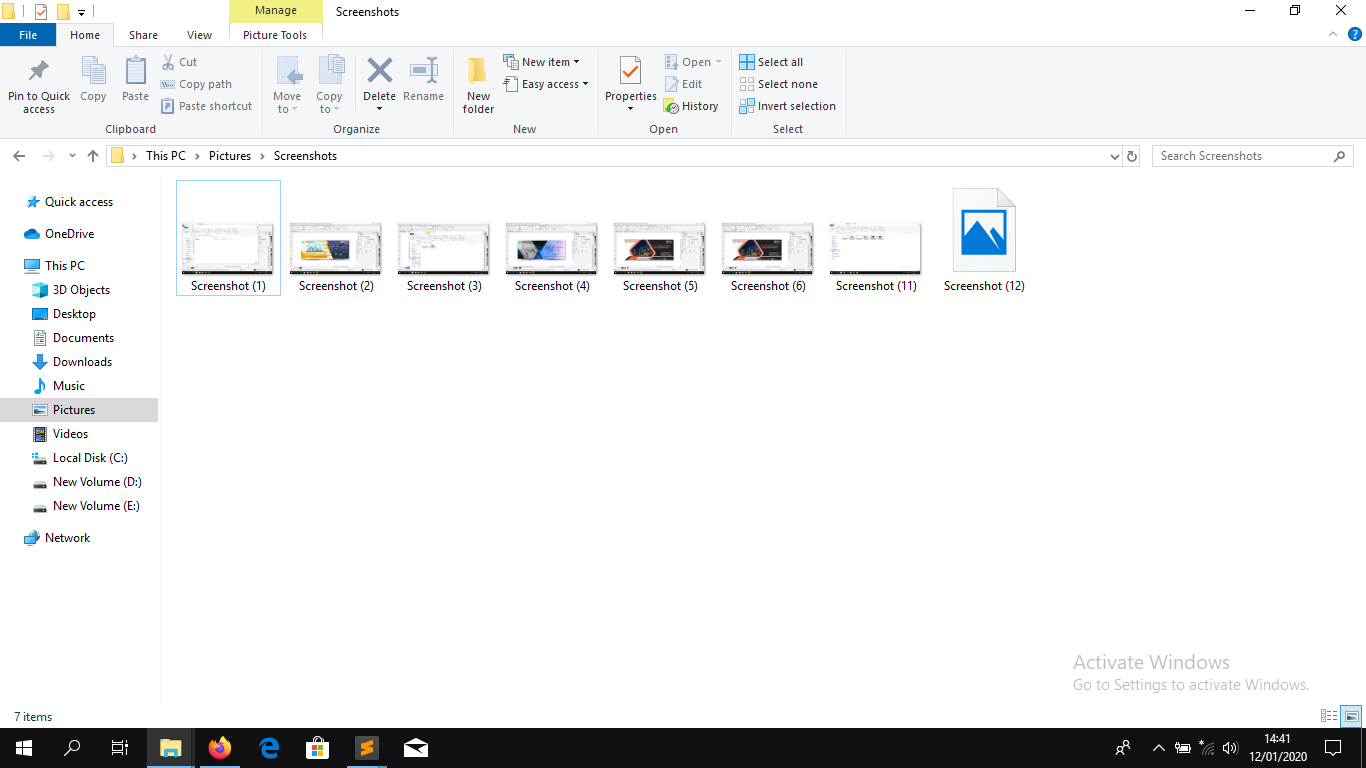 Manage
Screenshots
File
Home
Share
View
Picture Tools
Pin to Quick access
Copy
Paste
Cut
Copy path
Paste shortcut
Clipboard
Move to
Copy to
Delete
Rename
Organize
New folder
New item
Easy access
New
Properties
Open
Edit
History
Open
Select all
Select none
Invert selection
Select
This PC
Pictures
Screenshots
Search Screenshots
Quick access
OneDrive
This PC
3D Objects
Desktop
Documents
Downloads
Music
Pictures
Videos
Local Disk (C:)
New Volume (D:)
New Volume (E:)
Network
Screenshot (1)
Screenshot (2)
Screenshot (3)
Screenshot (4)
Screenshot (5)
Screenshot (6)
Screenshot (11)
Screenshot (12)
Activate Windows
Go to Settings to activate Windows.
7 items
14:41
12/01/2020